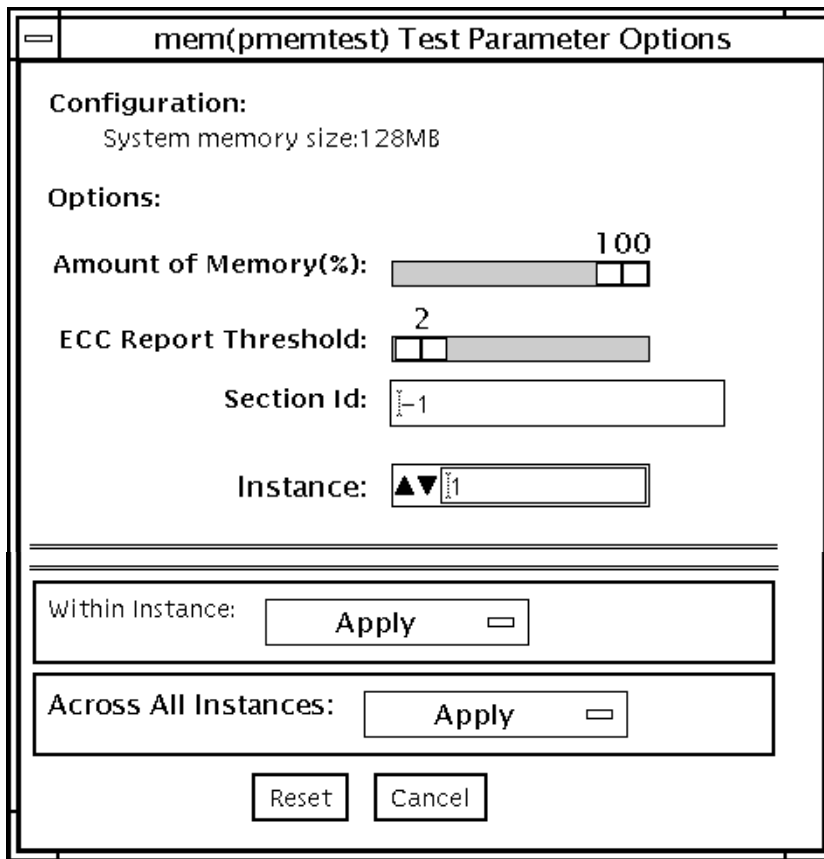 mem(pmemtest) Test Parameter Options
Configuration:
System memory size:128MB
Options:
100
Amount of Memory(%):
2
ECC Report Threshold:
Section Id: -1
Instance: 1
Within Instance: Apply
Across All Instances: Apply
Reset Cancel